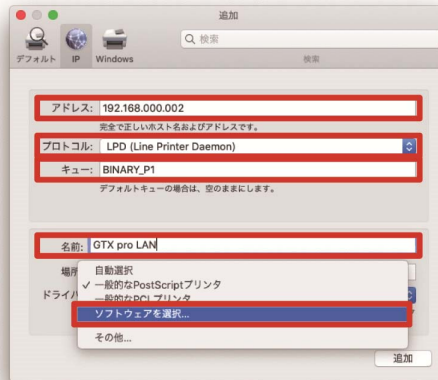 追加
検索
デフォルト IP Windows 検索
アドレス: 192.168.000.002
完全で正しいホスト名およびアドレスです。
プロトコル: LPD (Line Printer Daemon)
キュー: BINARY_P1
デフォルトキューの場合は、空のままにします。
名前: GTX pro LAN
場所
自動選択
✓ 一般的なPostScriptプリンタ
ドライバ
一般的なPCLプリンタ
ソフトウェアを選択...
その他...
追加